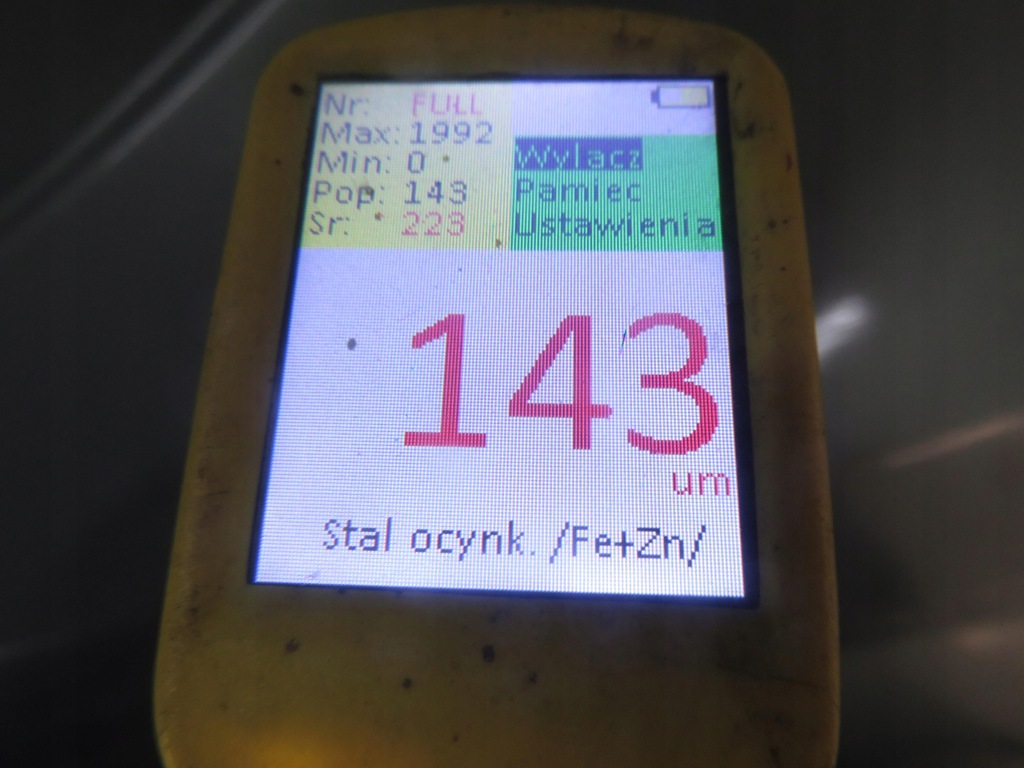 Nr: FULL
Max: 1992
Min: 0
Pop: 143
Sr: 223
Wylacz
Pamiec
Ustawienia
143
um
Stal ocynk. /Fe+Zn/